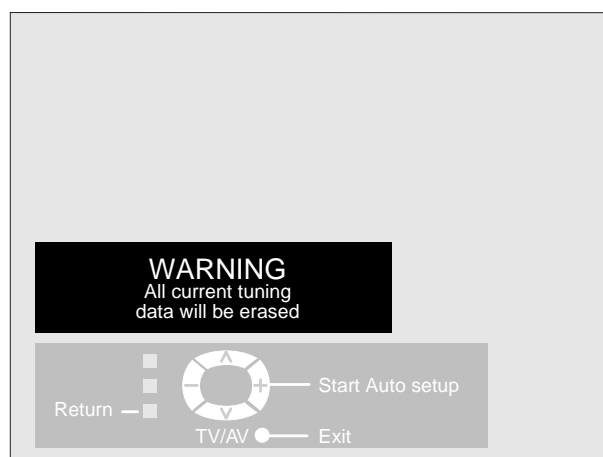 WARNING
All current tuning
data will be erased
Start Auto setup
Return
TV/AV Exit